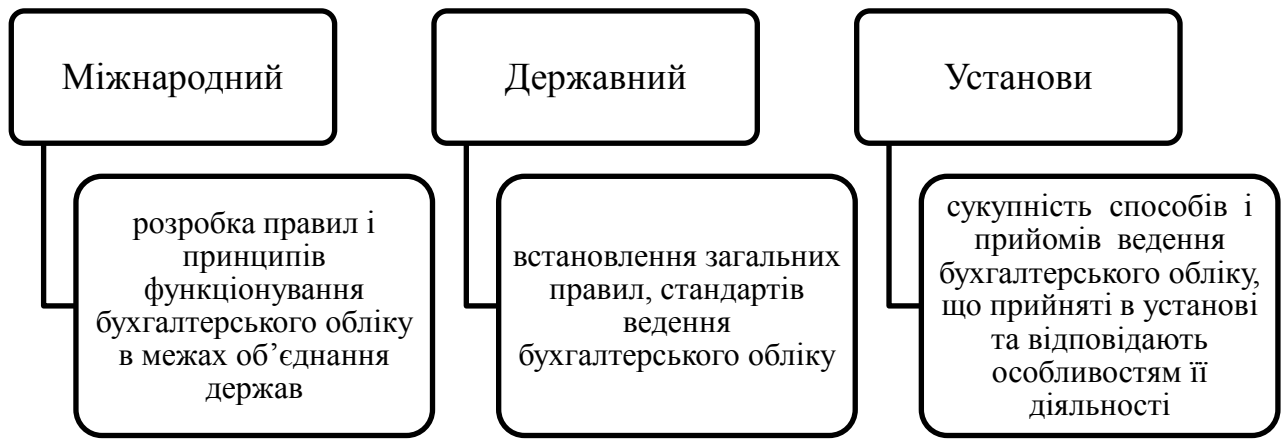 Міжнародний
розробка правил і
принципів
функціонування
бухгалтерського обліку
в межах об’єднання
держав
Державний
встановлення загальних
правил, стандартів
ведення
бухгалтерського обліку
Установи
сукупність способів і
прийомів ведення
бухгалтерського обліку,
що прийняті в установі
та відповідають
особливостям її
діяльності